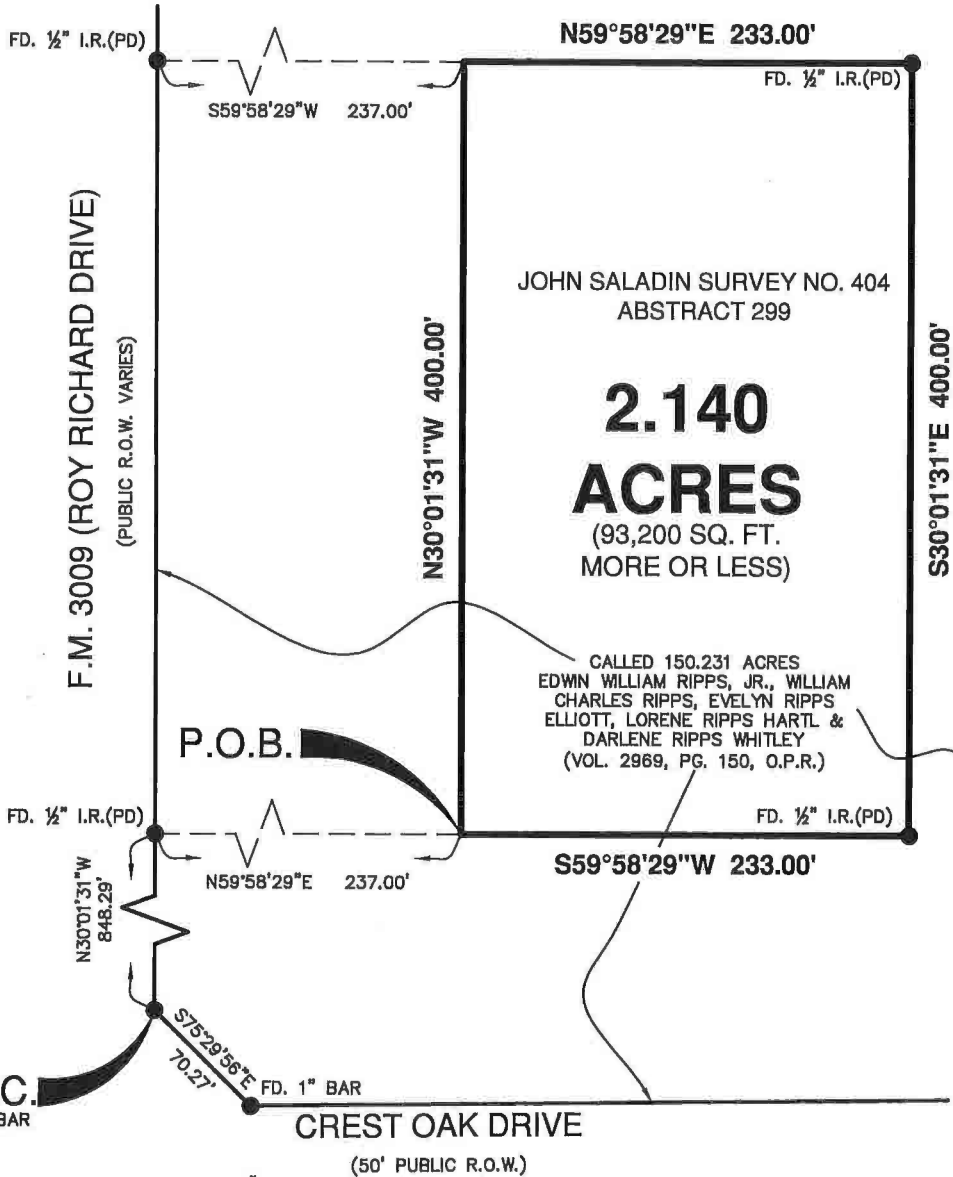 N59°58'29"E 233.00'
FD. ½" I.R.(PD)
FD. ½" I.R.(PD)
S59°58'29"W 237.00'
F.M. 3009 (ROY RICHARD DRIVE)
(PUBLIC R.O.W. VARIES)
N30°01'31"W 400.00'
JOHN SALADIN SURVEY NO. 404
ABSTRACT 299
2.140
ACRES
(93,200 SQ. FT.
MORE OR LESS)
S30°01'31"E 400.00'
CALLED 150.231 ACRES
EDWIN WILLIAM RIPPS, JR., WILLIAM
CHARLES RIPPS, EVELYN RIPPS
ELLIOTT, LORENE RIPPS HARTL &
DARLENE RIPPS WHITLEY
(VOL. 2969, PG. 150, O.P.R.)
P.O.B.
FD. ½" I.R.(PD)
FD. ½" I.R.(PD)
N59°58'29"E 237.00'
S59°58'29"W 233.00'
N30°01'31"W
848.29'
S75°29'56"E
70.27'
C.
BAR
FD. 1" BAR
CREST OAK DRIVE
(50' PUBLIC R.O.W.)